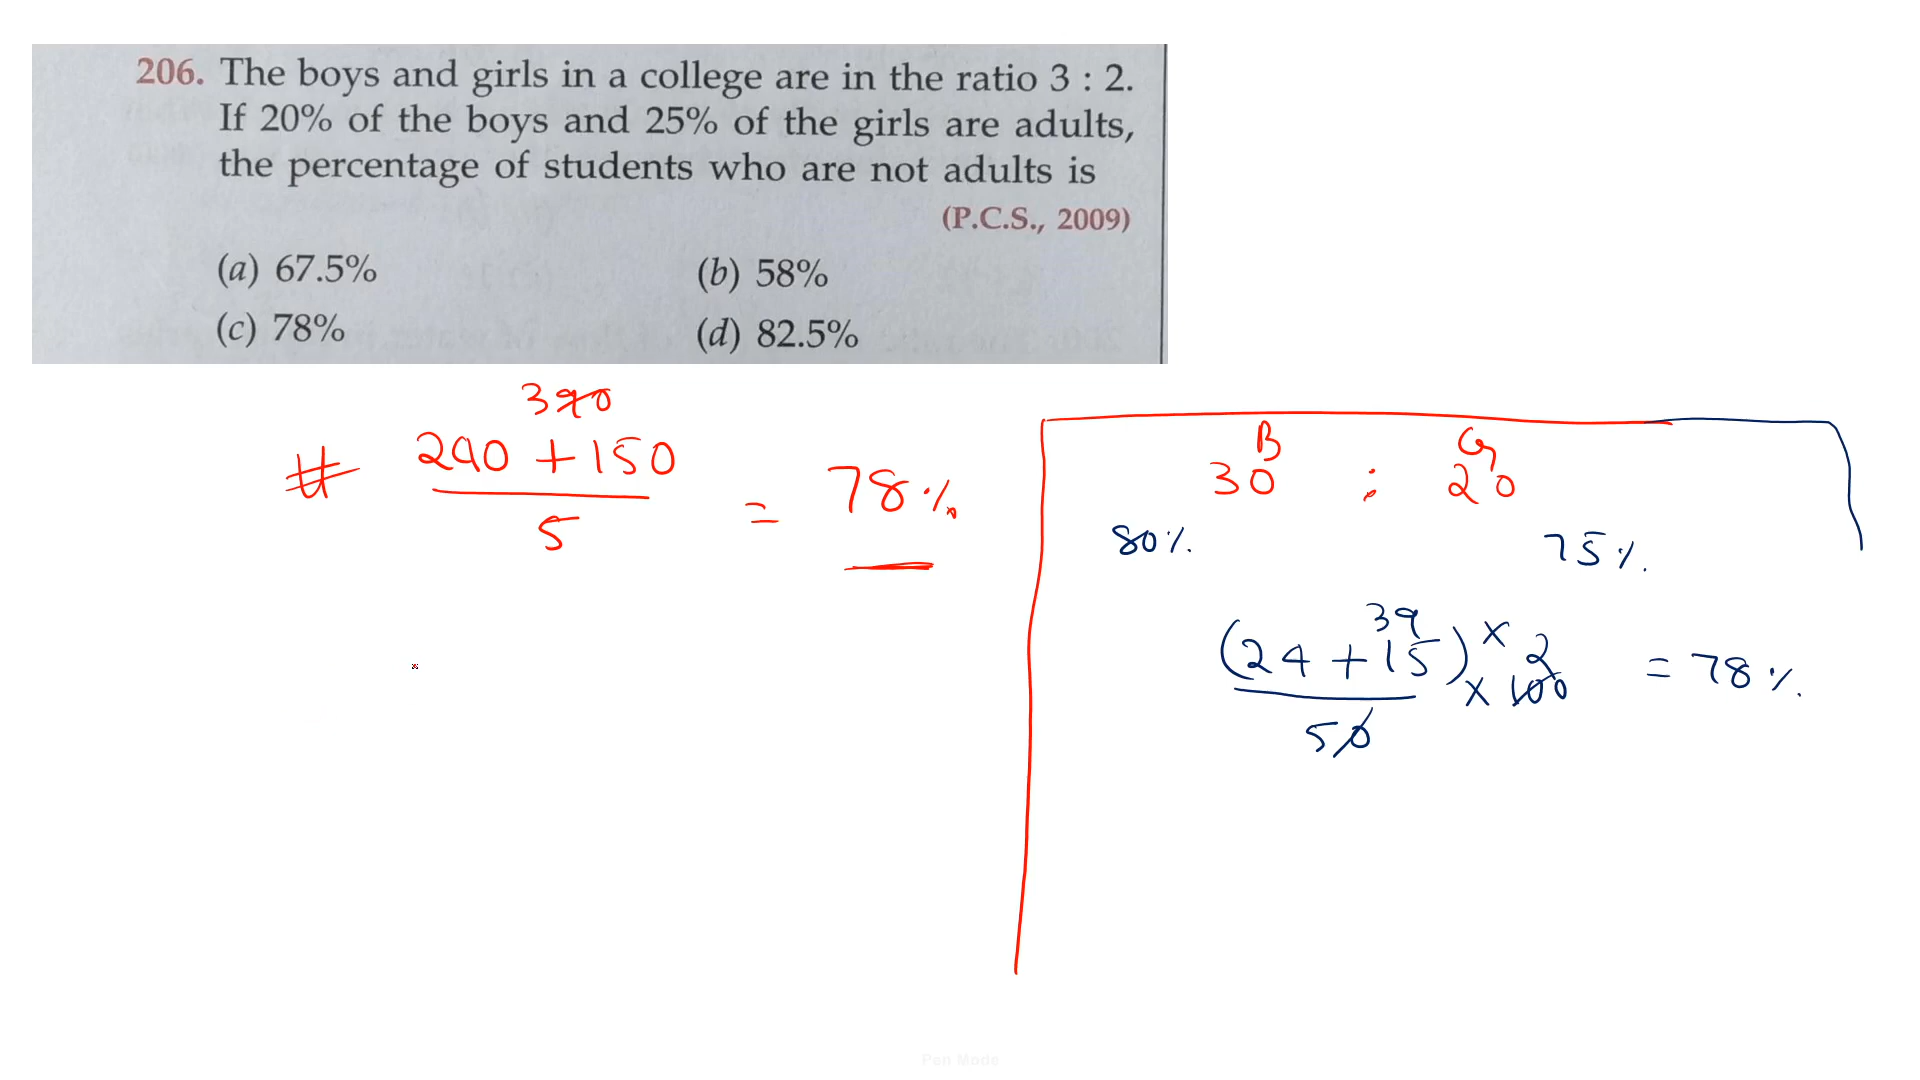 206. The boys and girls in a college are in the ratio 3 : 2.
If 20% of the boys and 25% of the girls are adults,
the percentage of students who are not adults is
(P.C.S., 2009)
(a) 67.5% (b) 58%
(c) 78% (d) 82.5%
390
# 240 + 150
5
= 78%
B G
30 : 20
80% 75%
39
(24 + 15) × 2
× 100
50
= 78%
Pen Mode